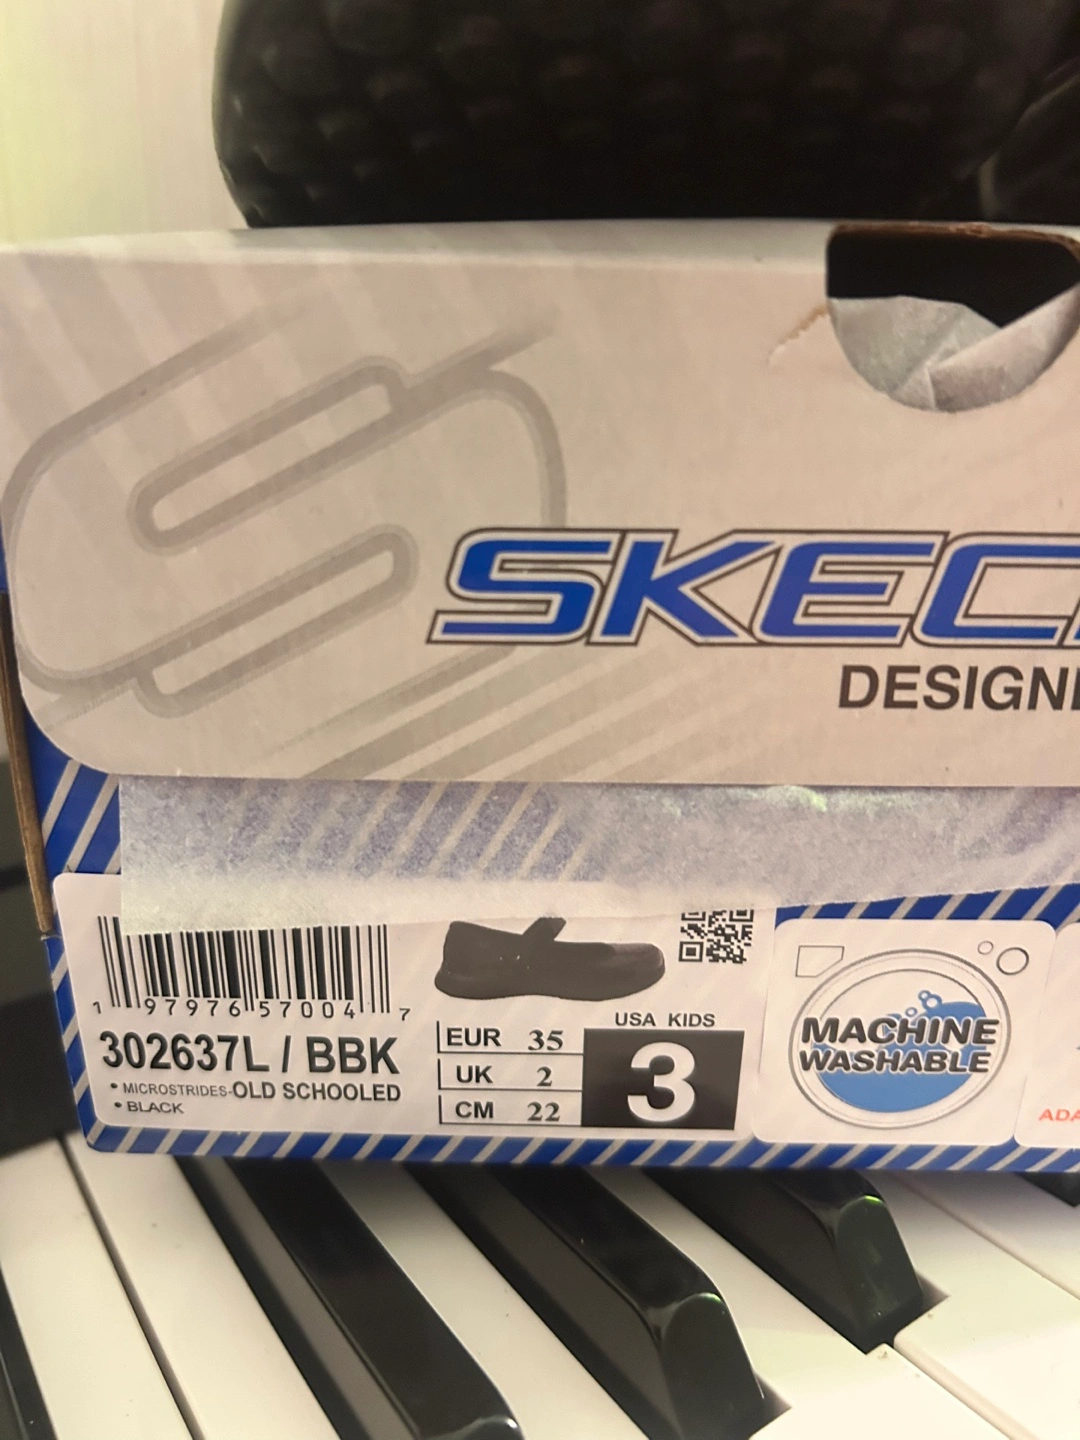 SKEC
DESIGN
1 97976 57004 7
302637L / BBK
• MICROSTRIDES-OLD SCHOOLED
• BLACK
USA KIDS
EUR 35
UK 2
CM 22
3
MACHINE
WASHABLE
ADA